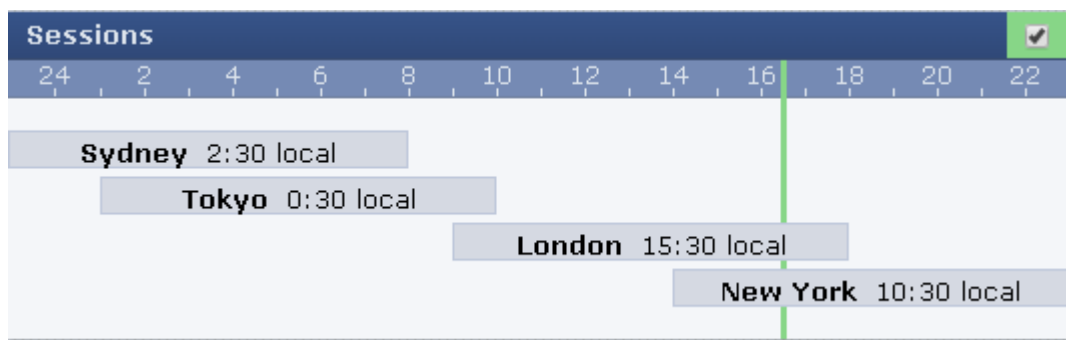 Sessions
24 2 4 6 8 10 12 14 16 18 20 22
Sydney 2:30 local
Tokyo 0:30 local
London 15:30 local
New York 10:30 local